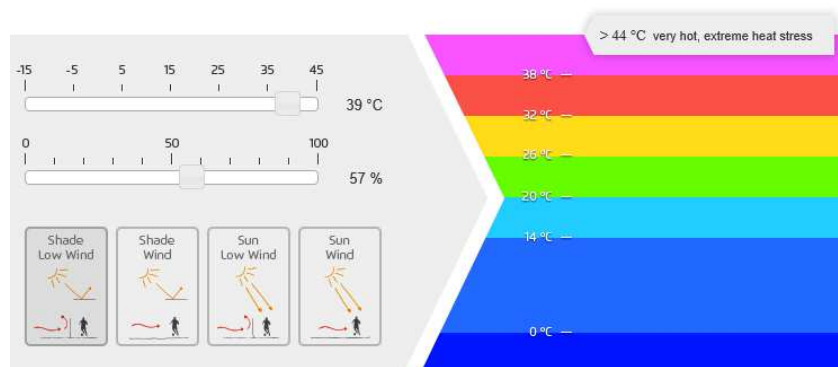 > 44 °C very hot, extreme heat stress
-15 -5 5 15 25 35 45
39 °C
0 50 100
57 %
Shade Low Wind
Shade Wind
Sun Low Wind
Sun Wind
38 °C
32 °C
26 °C
20 °C
14 °C
0 °C